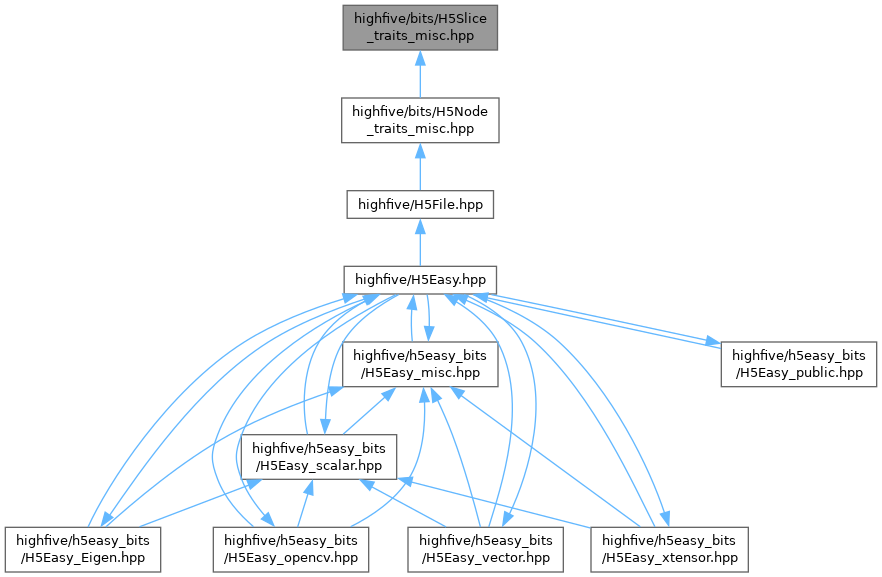 highfive/bits/H5Slice
_traits_misc.hpp
highfive/bits/H5Node
_traits_misc.hpp
highfive/H5File.hpp
highfive/H5Easy.hpp
highfive/h5easy_bits
/H5Easy_misc.hpp
highfive/h5easy_bits
/H5Easy_public.hpp
highfive/h5easy_bits
/H5Easy_scalar.hpp
highfive/h5easy_bits
/H5Easy_Eigen.hpp
highfive/h5easy_bits
/H5Easy_opencv.hpp
highfive/h5easy_bits
/H5Easy_vector.hpp
highfive/h5easy_bits
/H5Easy_xtensor.hpp